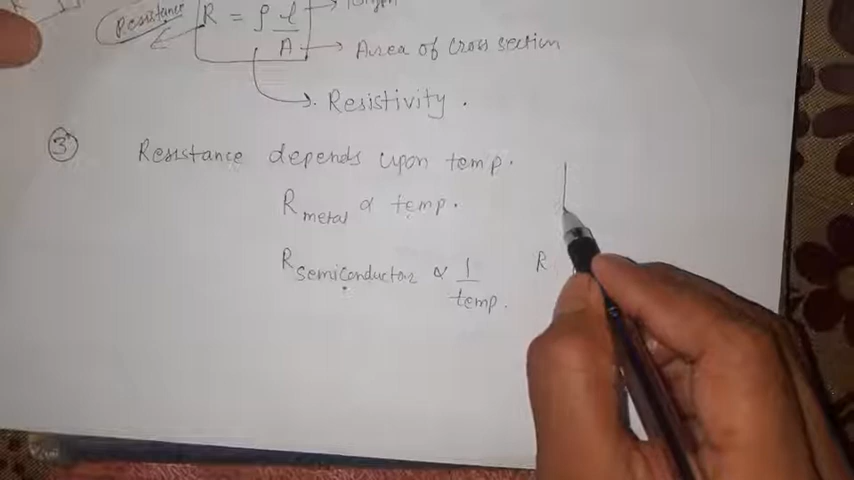 Resistance
R = ρ l / A
→ Area of Cross section
→ Resistivity.
③ Resistance depends upon temp.
R metal α temp.
R semiconductor α 1 / temp.
R